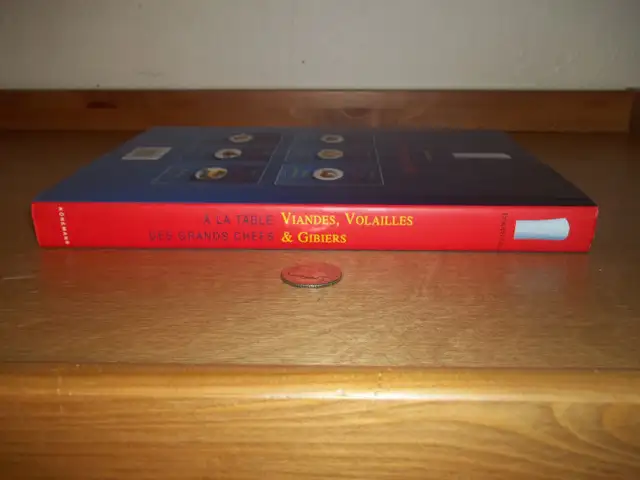 KÖNEMANN
À LA TABLE
DES GRANDS CHEFS
VIANDES, VOLAILLES
& GIBIERS